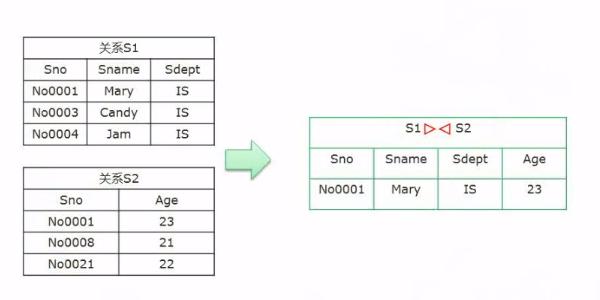 关系S1
Sno Sname Sdept
No0001 Mary IS
No0003 Candy IS
No0004 Jam IS
关系S2
Sno Age
No0001 23
No0008 21
No0021 22
S1 ▷◁ S2
Sno Sname Sdept Age
No0001 Mary IS 23